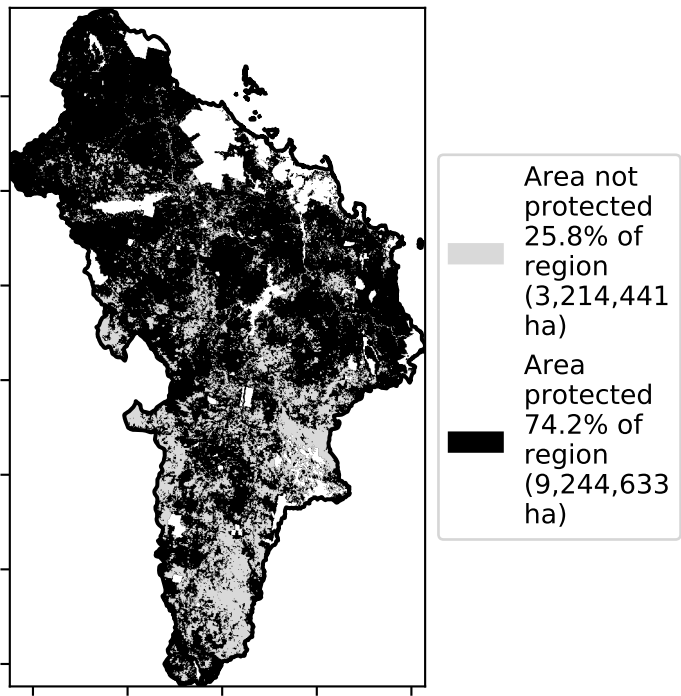 Area not
protected
25.8% of
region
(3,214,441
ha)
Area
protected
74.2% of
region
(9,244,633
ha)